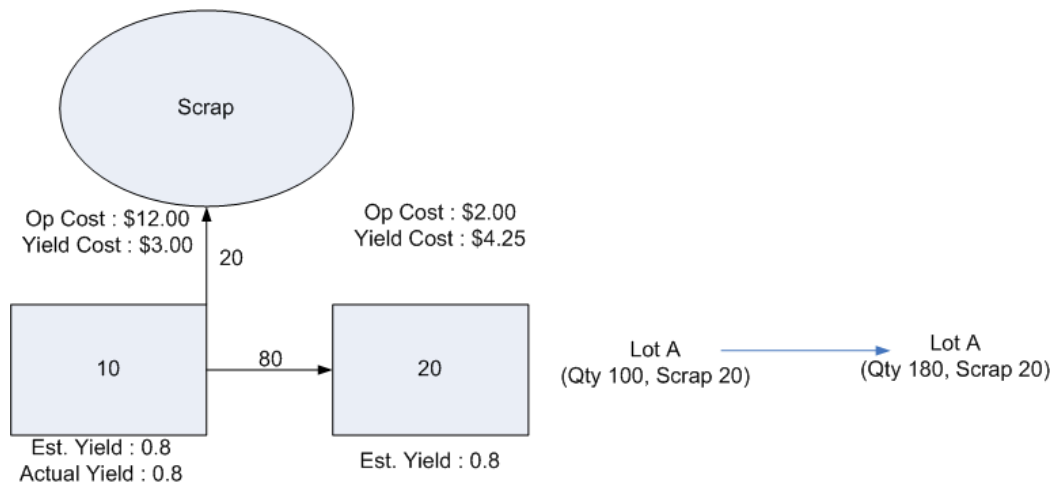 Scrap
Op Cost : $12.00
Yield Cost : $3.00
20
Op Cost : $2.00
Yield Cost : $4.25
10
80
20
Est. Yield : 0.8
Actual Yield : 0.8
Est. Yield : 0.8
Lot A
(Qty 100, Scrap 20)
Lot A
(Qty 180, Scrap 20)